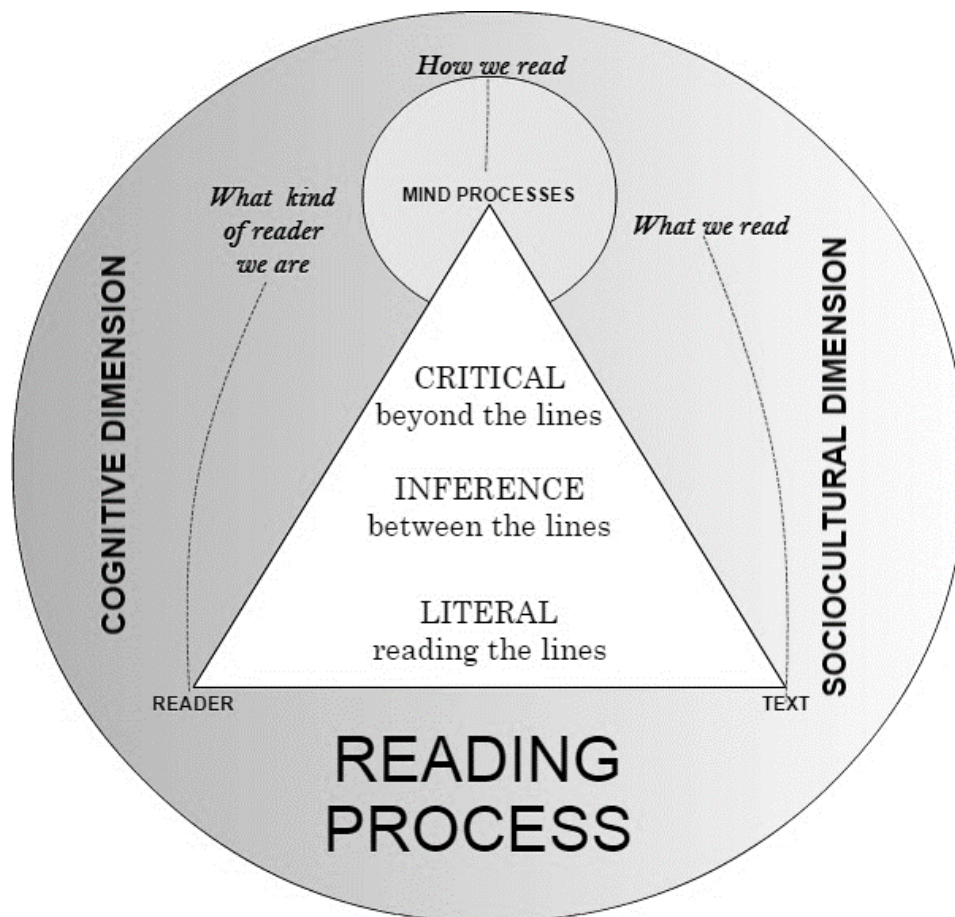 How we read
MIND PROCESSES
What kind
of reader
we are
What we read
COGNITIVE DIMENSION
SOCIOCULTURAL DIMENSION
CRITICAL
beyond the lines
INFERENCE
between the lines
LITERAL
reading the lines
READER
TEXT
READING
PROCESS